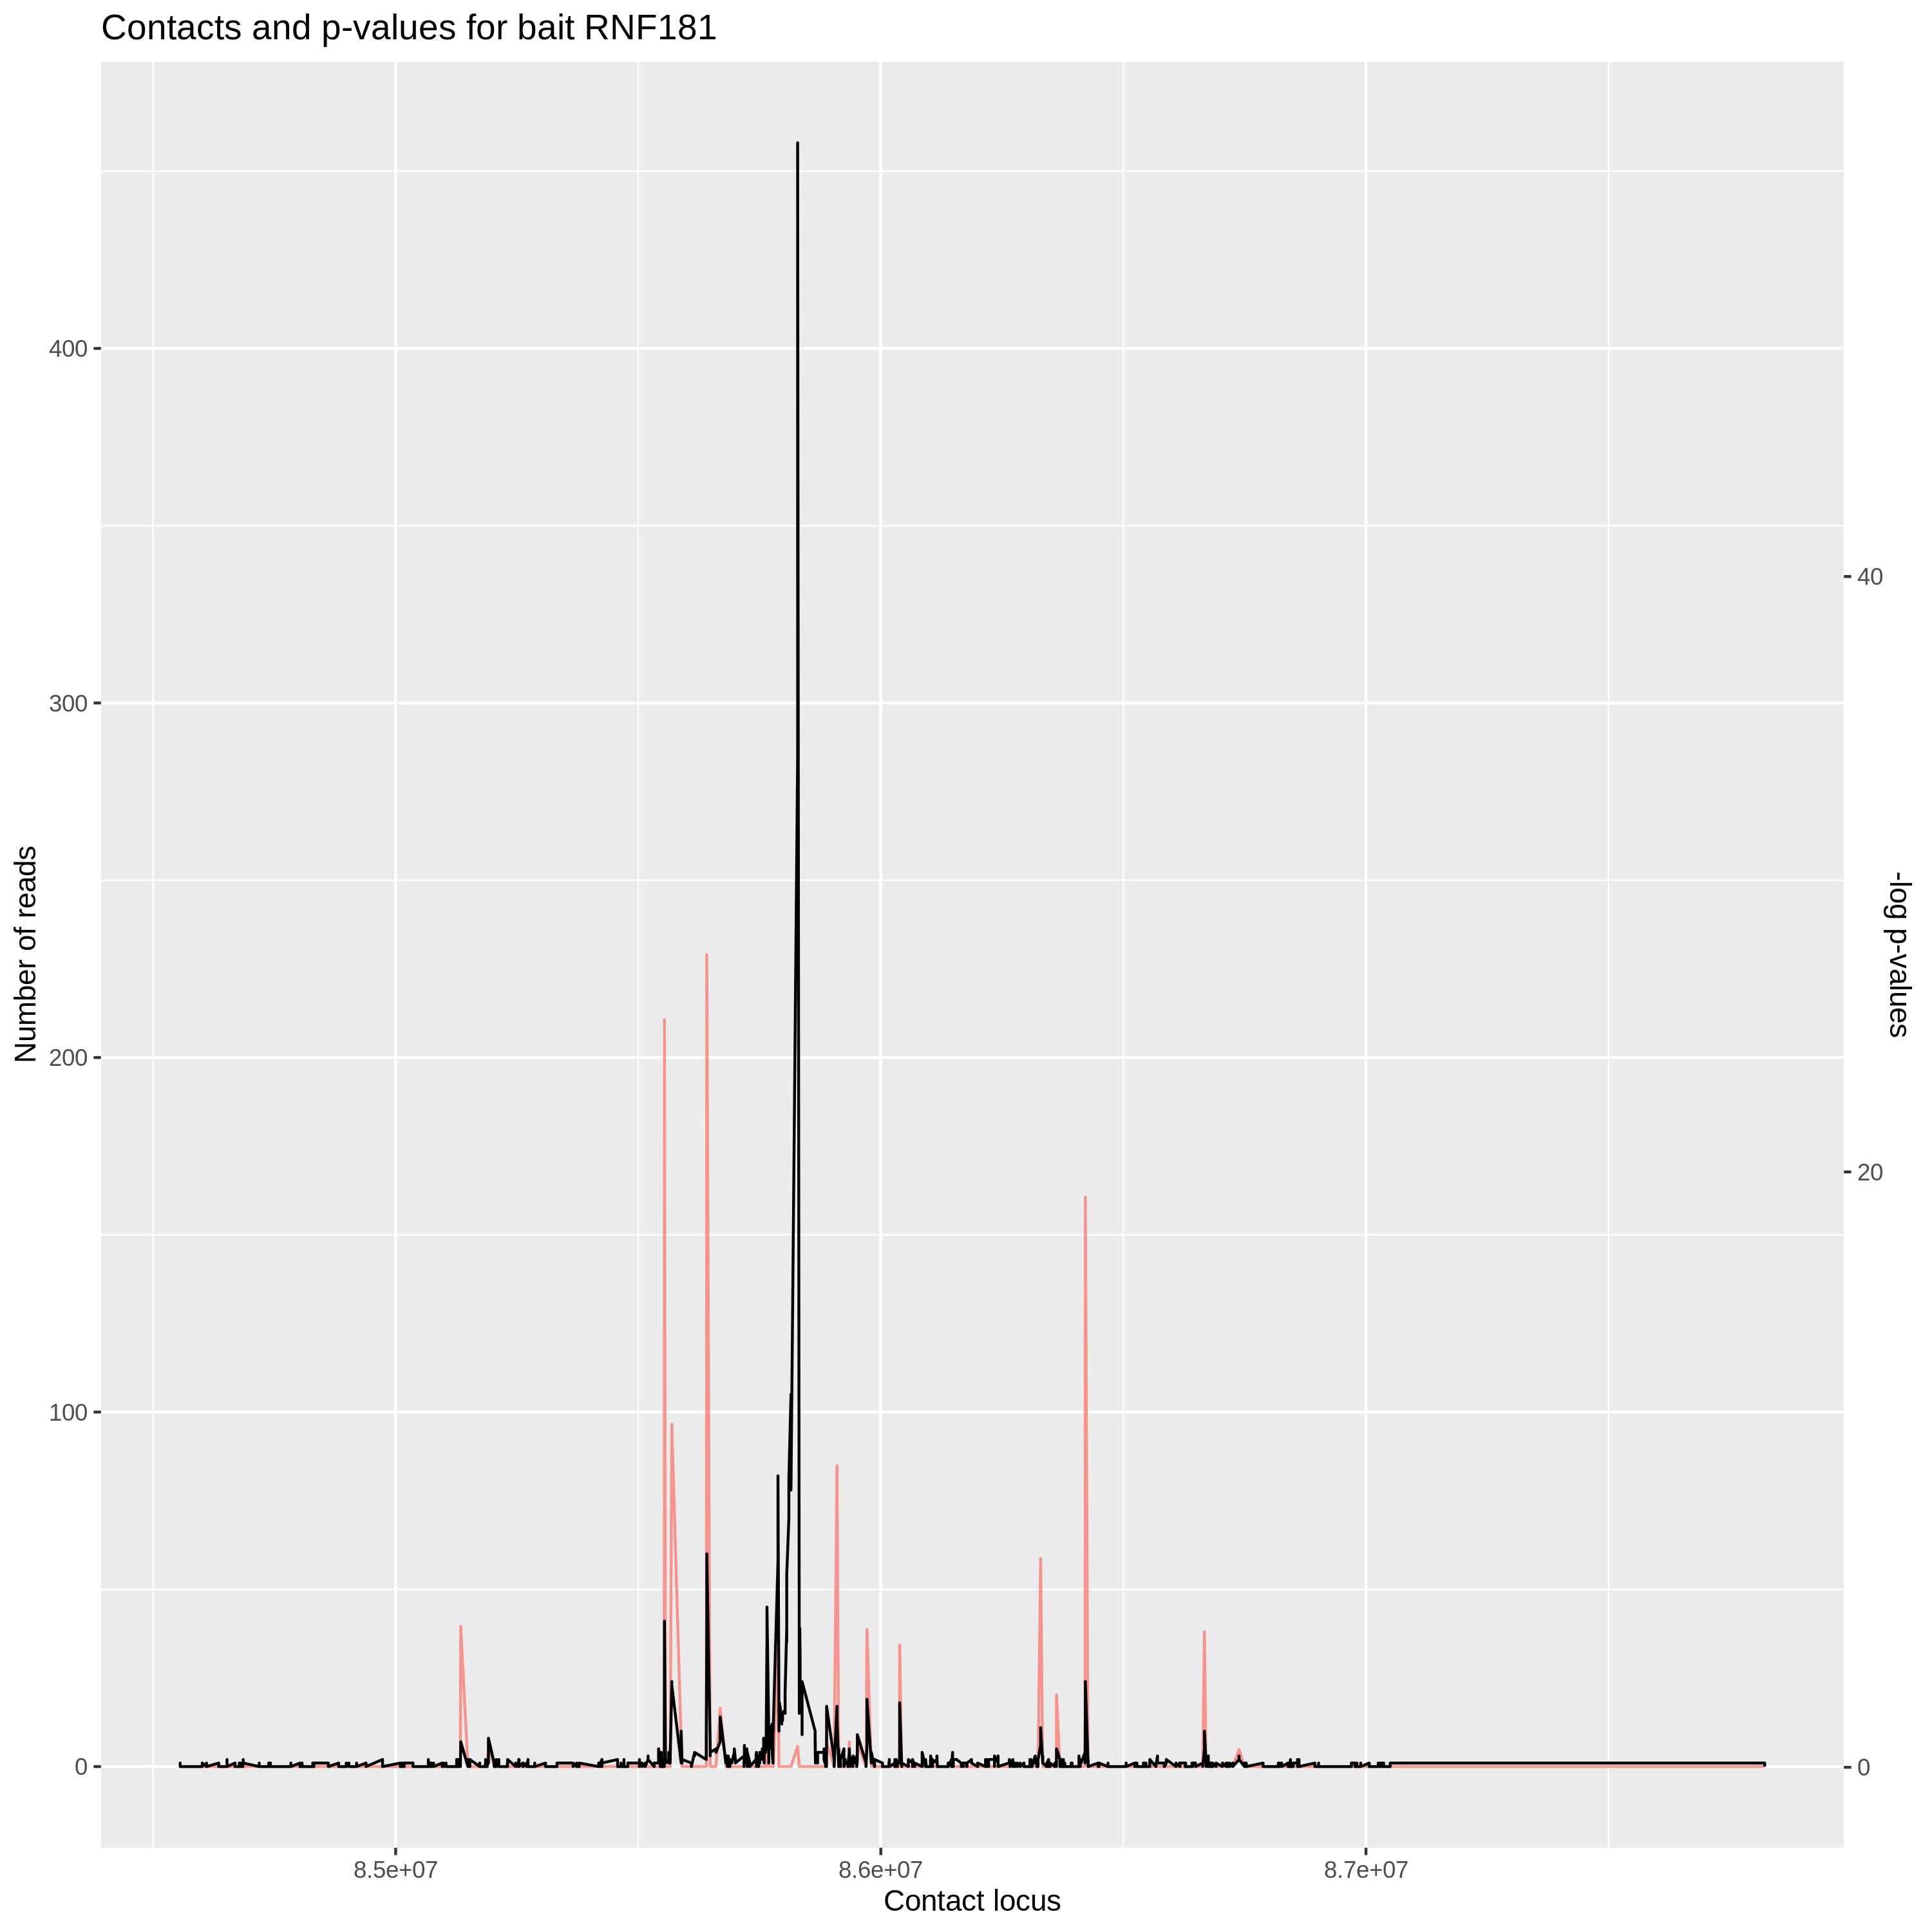 Contacts and p-values for bait RNF181
400
300
200
100
0
Number of reads
40
20
0
-log p-values
8.5e+07
8.6e+07
8.7e+07
Contact locus